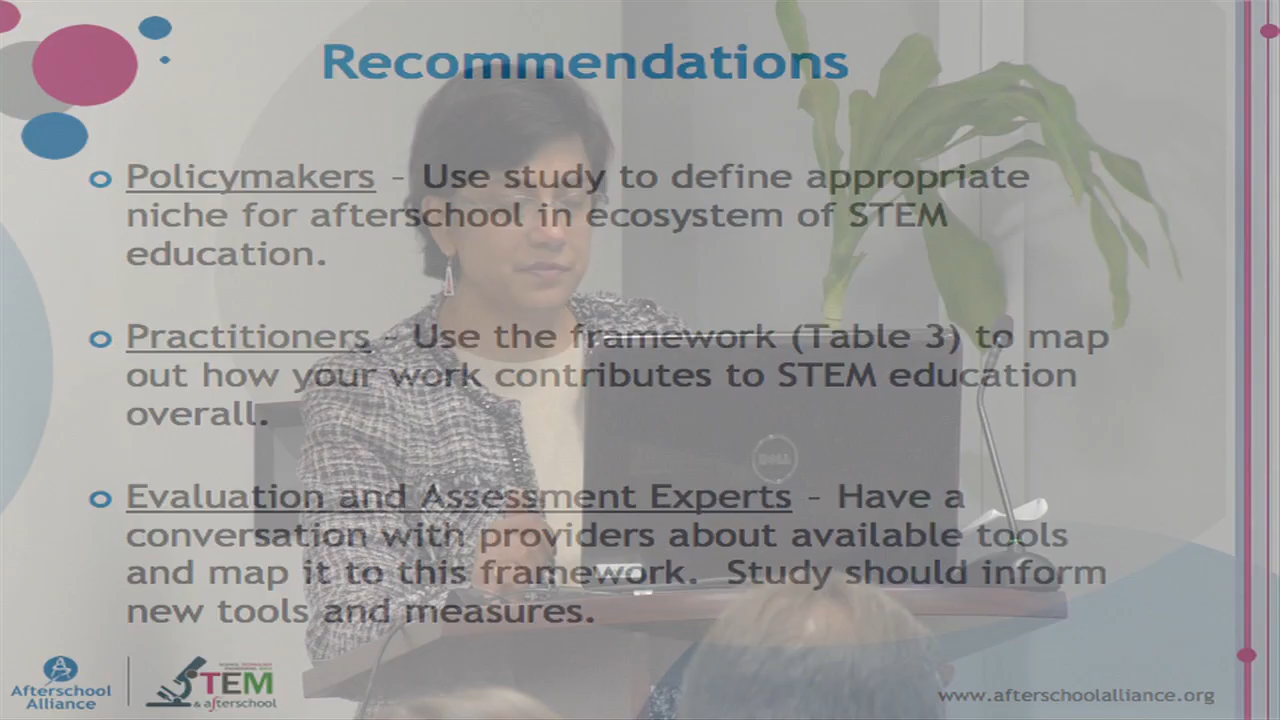 Recommendations
Policymakers - Use study to define appropriate
niche for afterschool in ecosystem of STEM
education.
Practitioners - Use the framework (Table 3) to map
out how your work contributes to STEM education
overall.
Evaluation and Assessment Experts - Have a
conversation with providers about available tools
and map it to this framework. Study should inform
new tools and measures.
DELL
Afterschool
Alliance
STEM
& afterschool
www.afterschoolalliance.org